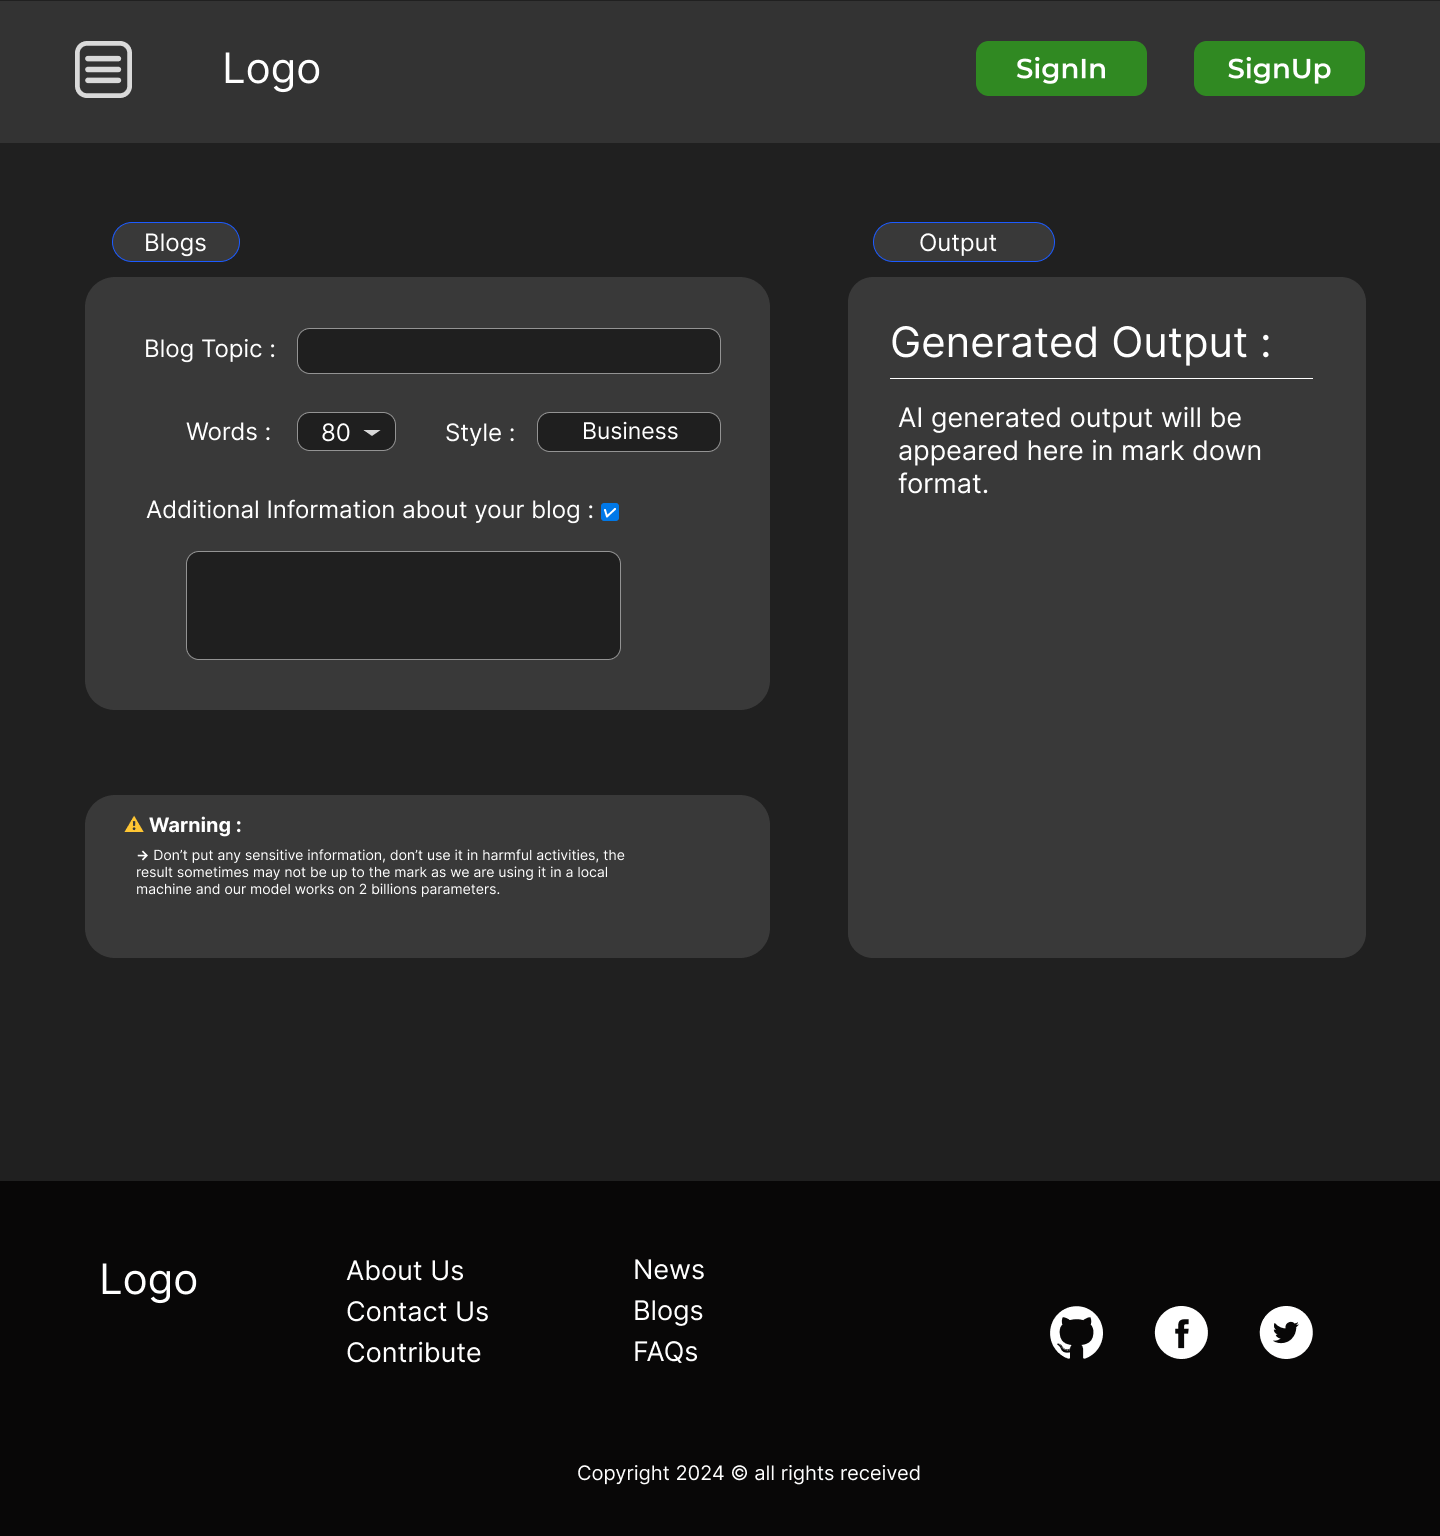 Logo
SignIn
SignUp
Blogs
Blog Topic :
Words :
80
Style :
Business
Additional Information about your blog :
⚠️ Warning :
→ Don’t put any sensitive information, don’t use it in harmful activities, the
result sometimes may not be up to the mark as we are using it in a local
machine and our model works on 2 billions parameters.
Output
Generated Output :
AI generated output will be
appeared here in mark down
format.
Logo
About Us
Contact Us
Contribute
News
Blogs
FAQs
Copyright 2024 © all rights received